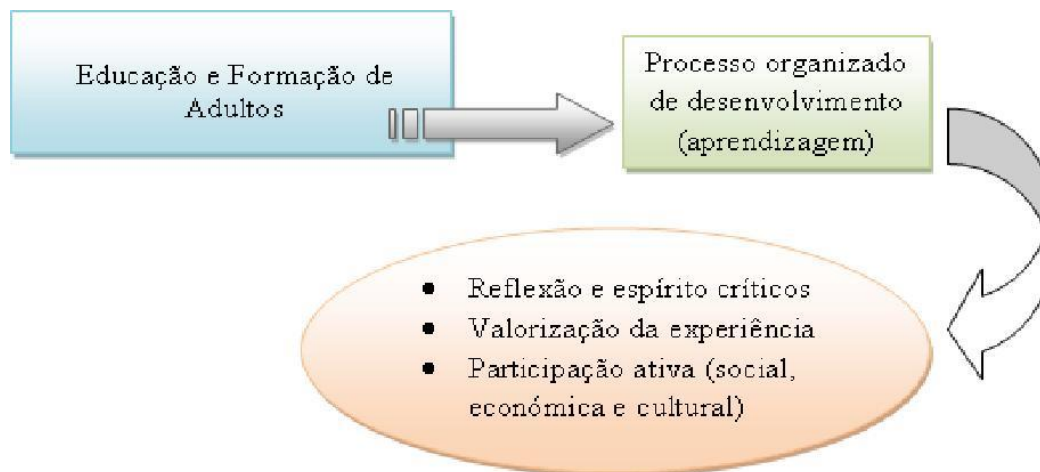 Educação e Formação de
Adultos
Processo organizado
de desenvolvimento
(aprendizagem)
• Reflexão e espírito críticos
• Valorização da experiência
• Participação ativa (social,
económica e cultural)